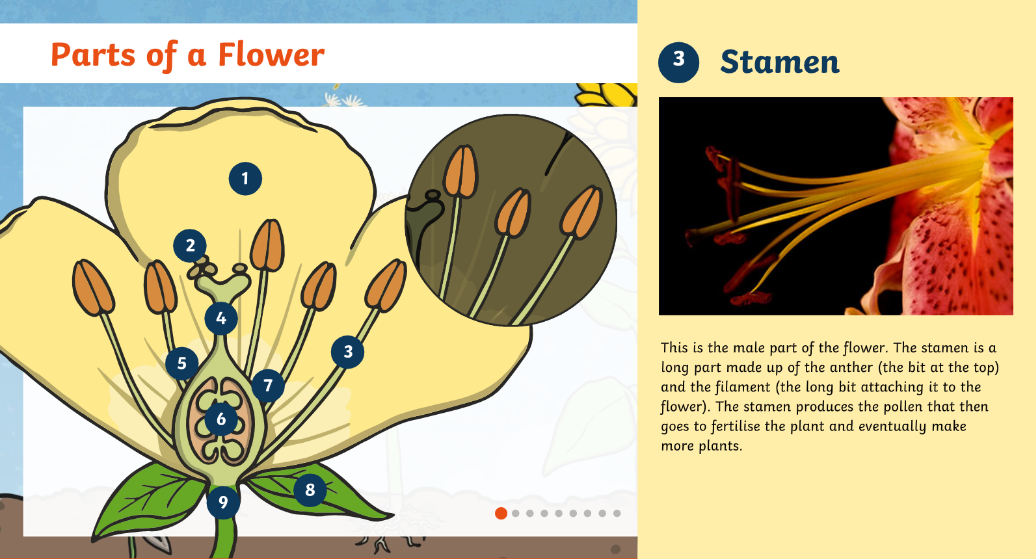 Parts of a Flower
3 Stamen
1
2
4
3
5
7
6
8
9
This is the male part of the flower. The stamen is a
long part made up of the anther (the bit at the top)
and the filament (the long bit attaching it to the
flower). The stamen produces the pollen that then
goes to fertilise the plant and eventually make
more plants.